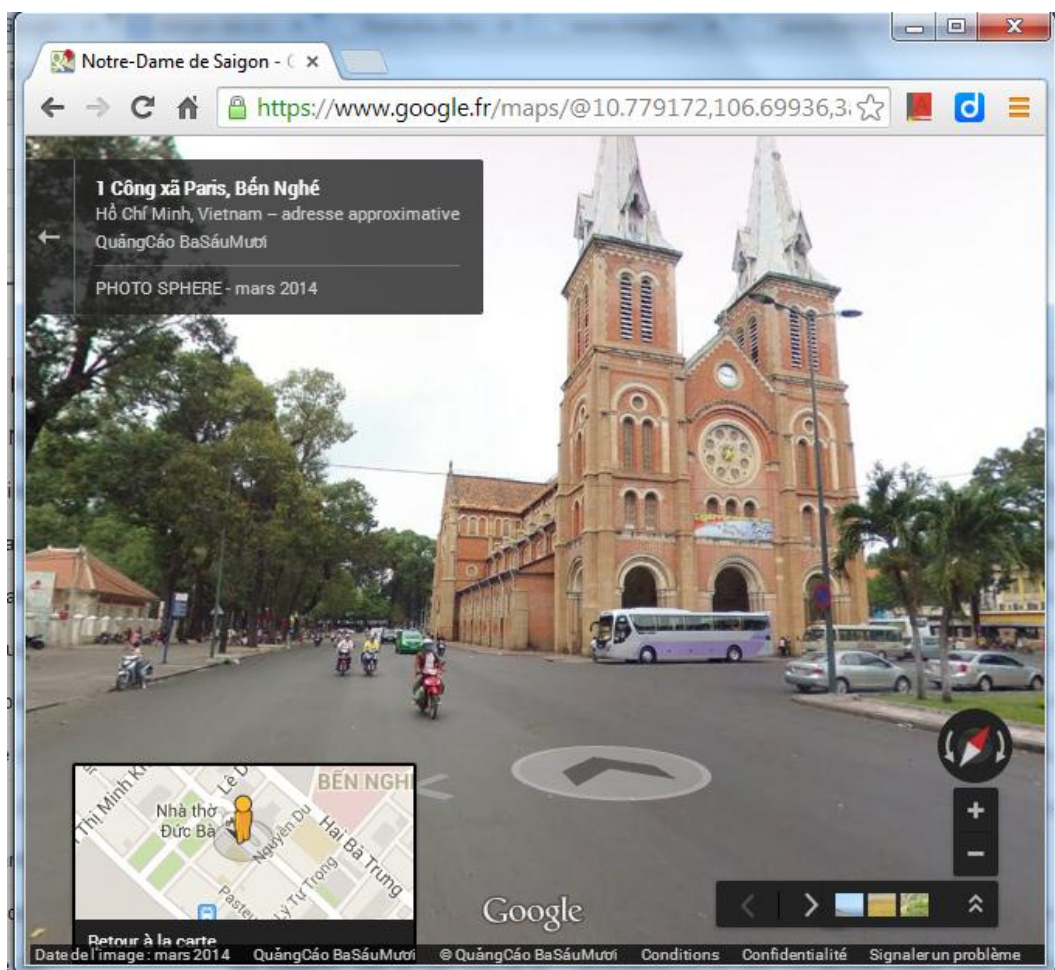 Notre-Dame de Saigon -
https://www.google.fr/maps/@10.779172,106.69936,3
1 Công xã Paris, Bến Nghé
Hồ Chí Minh, Vietnam – adresse approximative
QuảngCáo BaSáuMươi
PHOTO SPHERE - mars 2014
BẾN NGHÉ
Thi Minh
Nhà thờ
Đức Bà
Nguyễn Du
Hai Bà Trưng
Pasteur
Lý Tự Trọng
Google
Retour à la carte
Date de l'image : mars 2014 QuảngCáo BaSáuMươi © QuảngCáo BaSáuMươi Conditions Confidentialité Signaler un problème